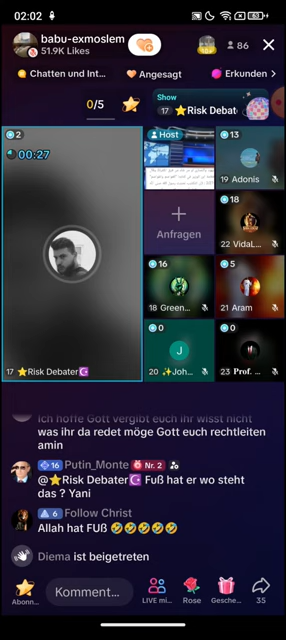 02:02
63
babu-exmoslem
51.9K Likes
86
Chatten und Int...
Angesagt
Erkunden >
0/5
Show
17 ⭐Risk Debat
2
00:27
17 ⭐Risk Debater☪️
Host
Anfragen
13
19 Adonis
18
22 VidaL...
16
18 Green...
5
21 Aram
0
J
20 ✨Joh...
0
23 Prof. ...
Ich hoffe Gott vergibt euch ihr wisst nicht
was ihr da redet möge Gott euch rechtleiten
amin
16 Putin_Monte Nr. 2
@⭐Risk Debater☪️ Fuß hat er wo steht
das ? Yani
6 Follow Christ
Allah hat FUß 🤣🤣🤣🤣🤣
Diema ist beigetreten
Abonn...
Komment...
LIVE mi...
Rose
Gesche...
35